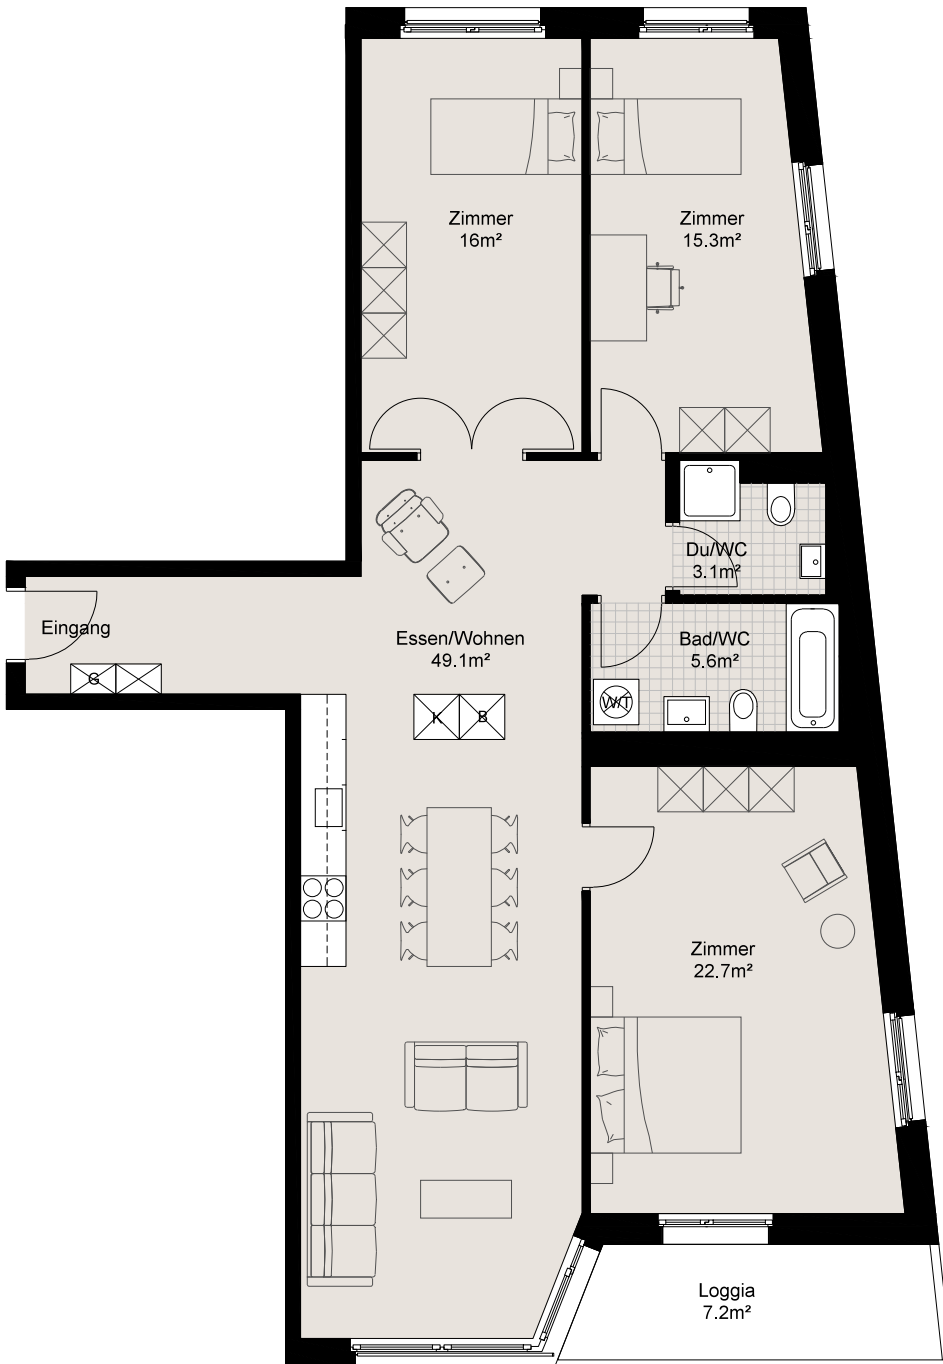 Zimmer
16m²
Zimmer
15.3m²
Du/WC
3.1m²
Eingang
Essen/Wohnen
49.1m²
Bad/WC
5.6m²
G
W/T
K
B
Zimmer
22.7m²
Loggia
7.2m²